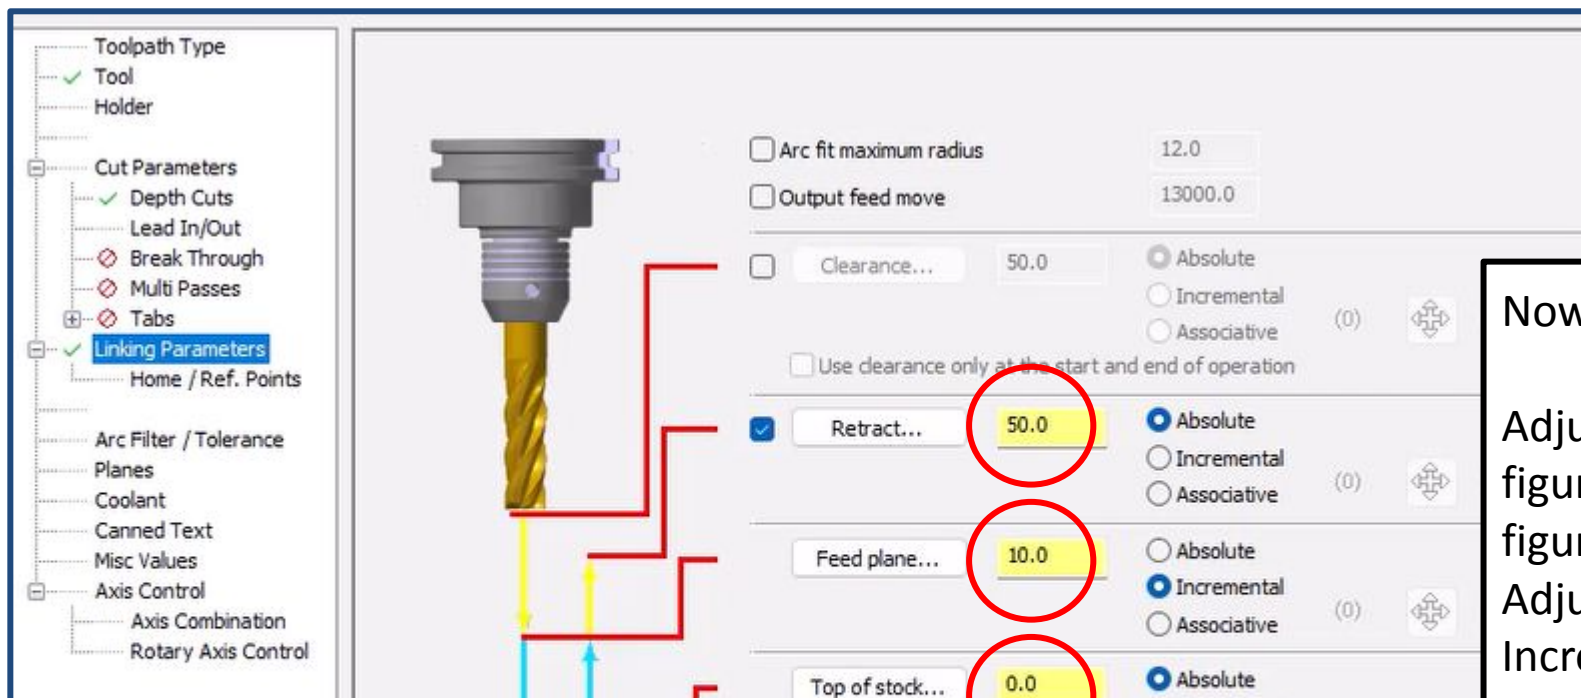 Toolpath Type
Tool
Holder
Cut Parameters
Depth Cuts
Lead In/Out
Break Through
Multi Passes
Tabs
Linking Parameters
Home / Ref. Points
Arc Filter / Tolerance
Planes
Coolant
Canned Text
Misc Values
Axis Control
Axis Combination
Rotary Axis Control
Arc fit maximum radius 12.0
Output feed move 13000.0
Clearance... 50.0 Absolute
Incremental
Associative (0)
Use clearance only at the start and end of operation
Retract... 50.0 Absolute
Incremental
Associative (0)
Feed plane... 10.0 Absolute
Incremental
Associative (0)
Top of stock... 0.0 Absolute
Now